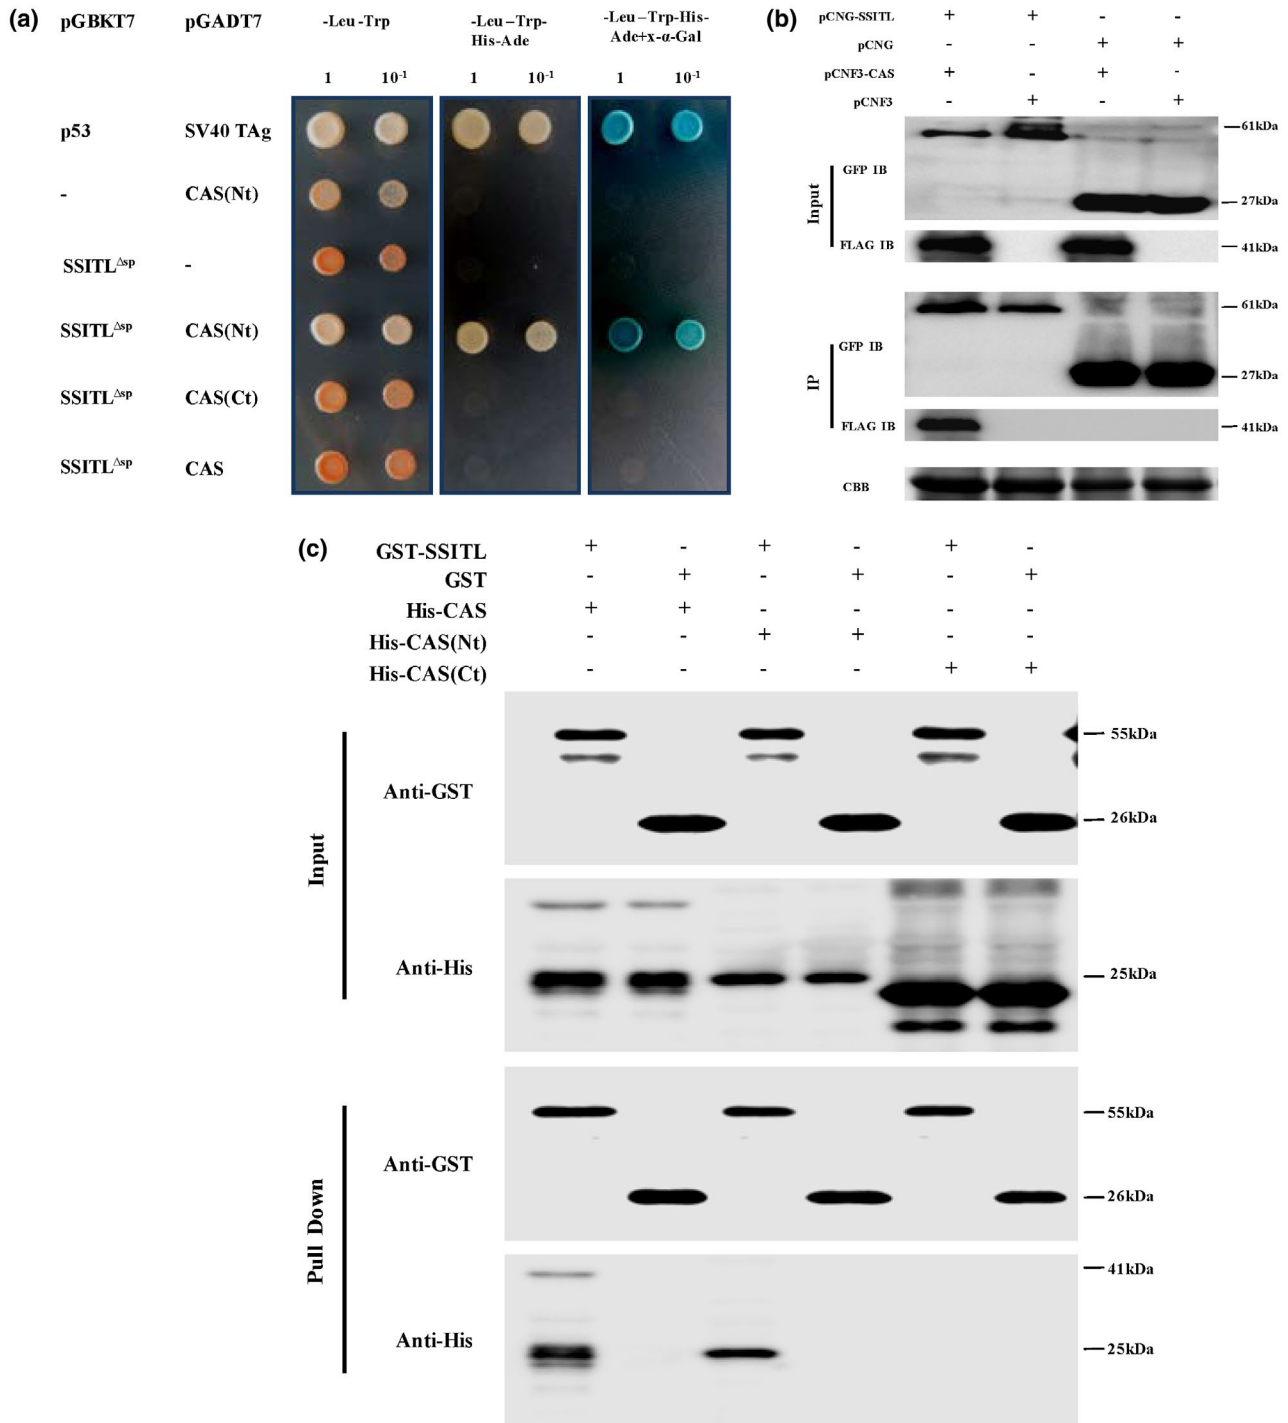 (a) pGBKT7 pGADT7 -Leu -Trp -Leu –Trp- -Leu –Trp-His-
His-Ade Adc+x-α-Gal
1 10⁻¹ 1 10⁻¹ 1 10⁻¹
p53 SV40 TAg
- CAS(Nt)
SSITL^Δsp -
SSITL^Δsp CAS(Nt)
SSITL^Δsp CAS(Ct)
SSITL^Δsp CAS
(b) pCNG-SSITL + + - -
pCNG - - + +
pCNF3-CAS + - + -
pCNF3 - + - +
61kDa
GFP IB
Input
27kDa
FLAG IB 41kDa
61kDa
GFP IB
IP
27kDa
FLAG IB 41kDa
CBB
(c) GST-SSITL + - + - + -
GST - + - + - +
His-CAS + + - - - -
His-CAS(Nt) - - + + - -
His-CAS(Ct) - - - - + +
55kDa
Anti-GST
26kDa
Input
Anti-His
25kDa
55kDa
Anti-GST
26kDa
Pull Down
41kDa
Anti-His
25kDa